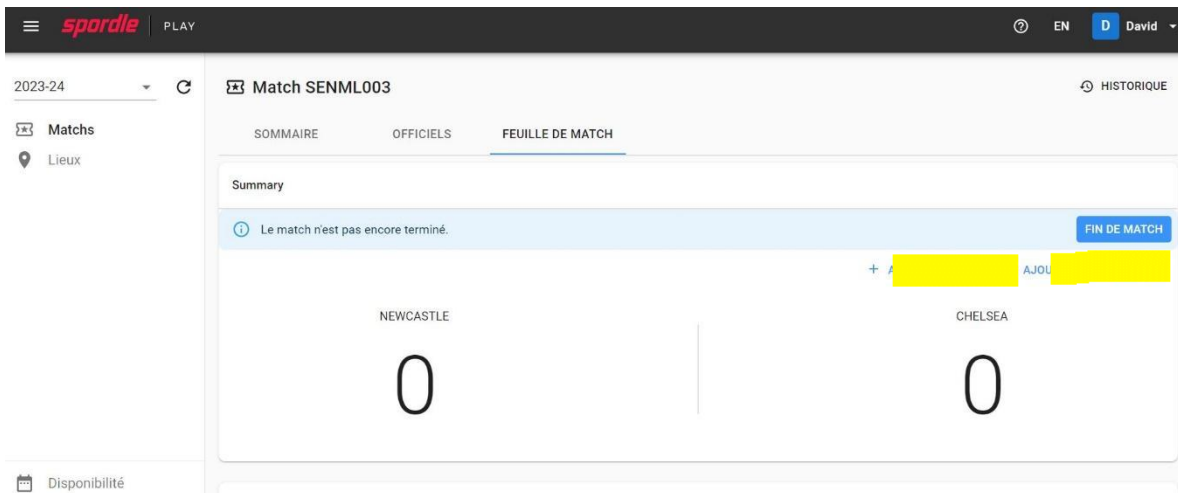 spordle PLAY EN D David
2023-24 Match SENML003 HISTORIQUE
Matchs SOMMAIRE OFFICIELS FEUILLE DE MATCH
Lieux
Summary
Le match n'est pas encore terminé. FIN DE MATCH
+
NEWCASTLE CHELSEA
0 0
Disponibilité